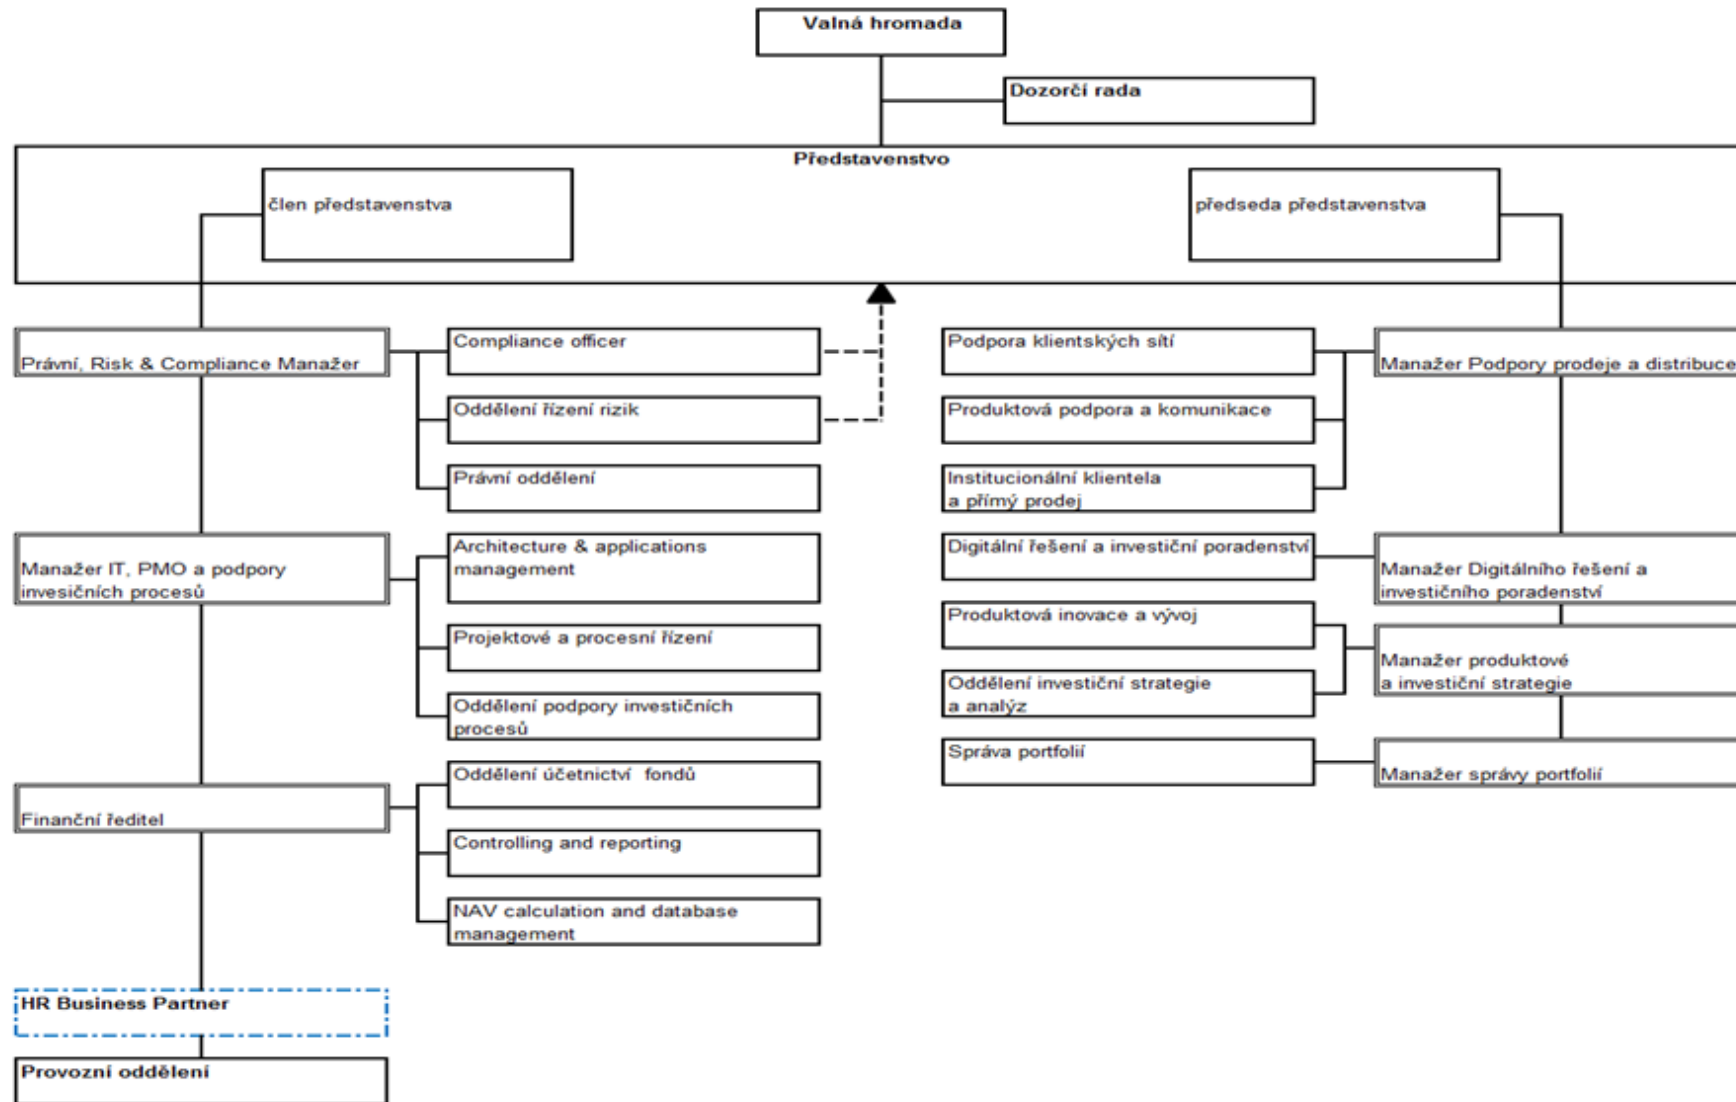 Valná hromada
Dozorčí rada
Představenstvo
člen představenstva
předseda představenstva
Právní, Risk & Compliance Manažer
Compliance officer
Oddělení řízení rizik
Právní oddělení
Manažer IT, PMO a podpory
invesičních procesů
Architecture & applications
management
Projektové a procesní řízení
Oddělení podpory investičních
procesů
Finanční ředitel
Oddělení účetnictví fondů
Controlling and reporting
NAV calculation and database
management
HR Business Partner
Provozní oddělení
Podpora klientských sítí
Produktová podpora a komunikace
Institucionální klientela
a přímý prodej
Manažer Podpory prodeje a distribuce
Digitální řešení a investiční poradenství
Manažer Digitálního řešení a
investičního poradenství
Produktová inovace a vývoj
Oddělení investiční strategie
a analýz
Manažer produktové
a investiční strategie
Správa portfolií
Manažer správy portfolií